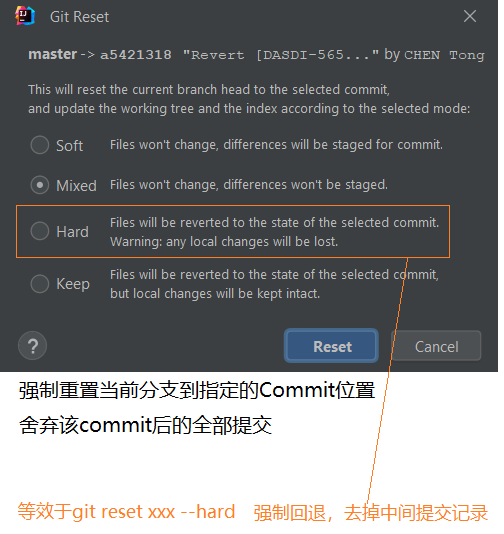 Git Reset
master -> a5421318 "Revert [DASDI-565..." by CHEN Tong
This will reset the current branch head to the selected commit,
and update the working tree and the index according to the selected mode:
Soft Files won't change, differences will be staged for commit.
Mixed Files won't change, differences won't be staged.
Hard Files will be reverted to the state of the selected commit.
Warning: any local changes will be lost.
Keep Files will be reverted to the state of the selected commit,
but local changes will be kept intact.
? Reset Cancel
强制重置当前分支到指定的Commit位置
舍弃该commit后的全部提交
等效于git reset xxx --hard 强制回退，去掉中间提交记录